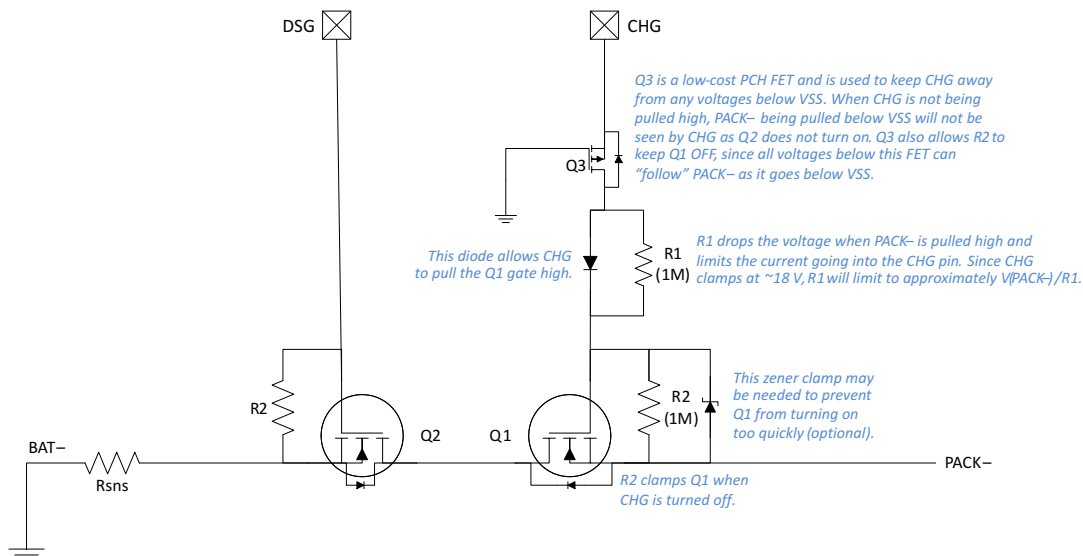 DSG
CHG
Q3 is a low-cost PCH FET and is used to keep CHG away
from any voltages below VSS. When CHG is not being
pulled high, PACK– being pulled below VSS will not be
seen by CHG as Q2 does not turn on. Q3 also allows R2 to
keep Q1 OFF, since all voltages below this FET can
“follow” PACK– as it goes below VSS.
Q3
This diode allows CHG
to pull the Q1 gate high.
R1
(1M)
R1 drops the voltage when PACK– is pulled high and
limits the current going into the CHG pin. Since CHG
clamps at ~18 V, R1 will limit to approximately V(PACK–)/R1.
R2
Q2
Q1
R2
(1M)
This zener clamp may
be needed to prevent
Q1 from turning on
too quickly (optional).
BAT–
Rsns
PACK–
R2 clamps Q1 when
CHG is turned off.